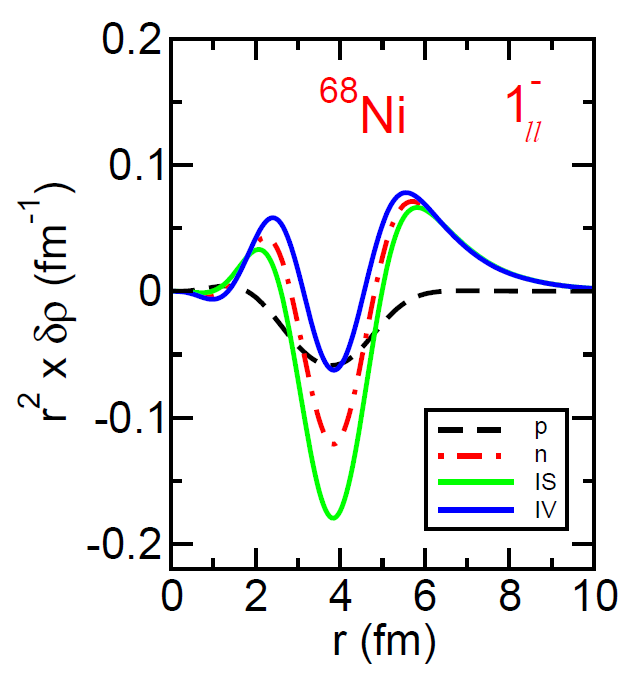 0.2
⁶⁸Ni 1⁻ₗₗ
0.1
0
-0.1
-0.2
r² x δρ (fm⁻¹)
p
n
IS
IV
0 2 4 6 8 10
r (fm)